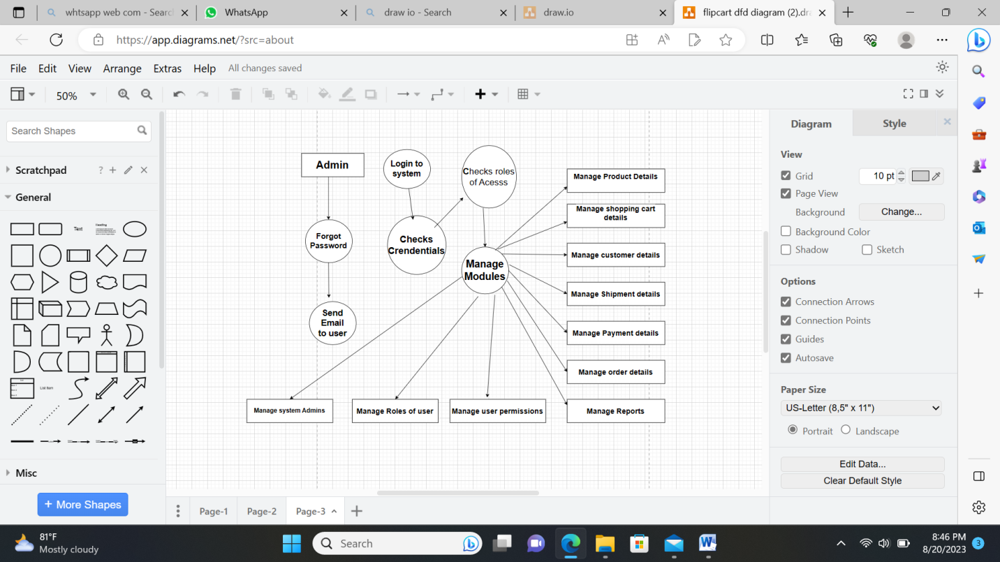 whtsapp web com - Searc
WhatsApp
draw io - Search
draw.io
flipcart dfd diagram (2).dra
https://app.diagrams.net/?src=about
File Edit View Arrange Extras Help All changes saved
50%
Search Shapes
Scratchpad
?
General
Text
Heading
List Item
Misc
+ More Shapes
Admin
Login to
system
Checks roles
of Acesss
Forgot
Password
Checks
Crendentials
Manage
Modules
Send
Email
to user
Manage Product Details
Manage shopping cart
details
Manage customer details
Manage Shipment details
Manage Payment details
Manage order details
Manage system Admins
Manage Roles of user
Manage user permissions
Manage Reports
Page-1
Page-2
Page-3
Diagram
Style
View
Grid
10 pt
Page View
Background
Change...
Background Color
Shadow
Sketch
Options
Connection Arrows
Connection Points
Guides
Autosave
Paper Size
US-Letter (8,5" x 11")
Portrait
Landscape
Edit Data...
Clear Default Style
81°F
Mostly cloudy
Search
8:46 PM
8/20/2023
3